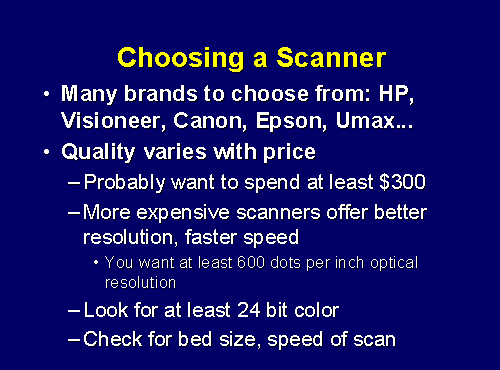 Choosing a Scanner
• Many brands to choose from: HP,
Visioneer, Canon, Epson, Umax...
• Quality varies with price
–Probably want to spend at least $300
–More expensive scanners offer better
resolution, faster speed
• You want at least 600 dots per inch optical
resolution
–Look for at least 24 bit color
–Check for bed size, speed of scan